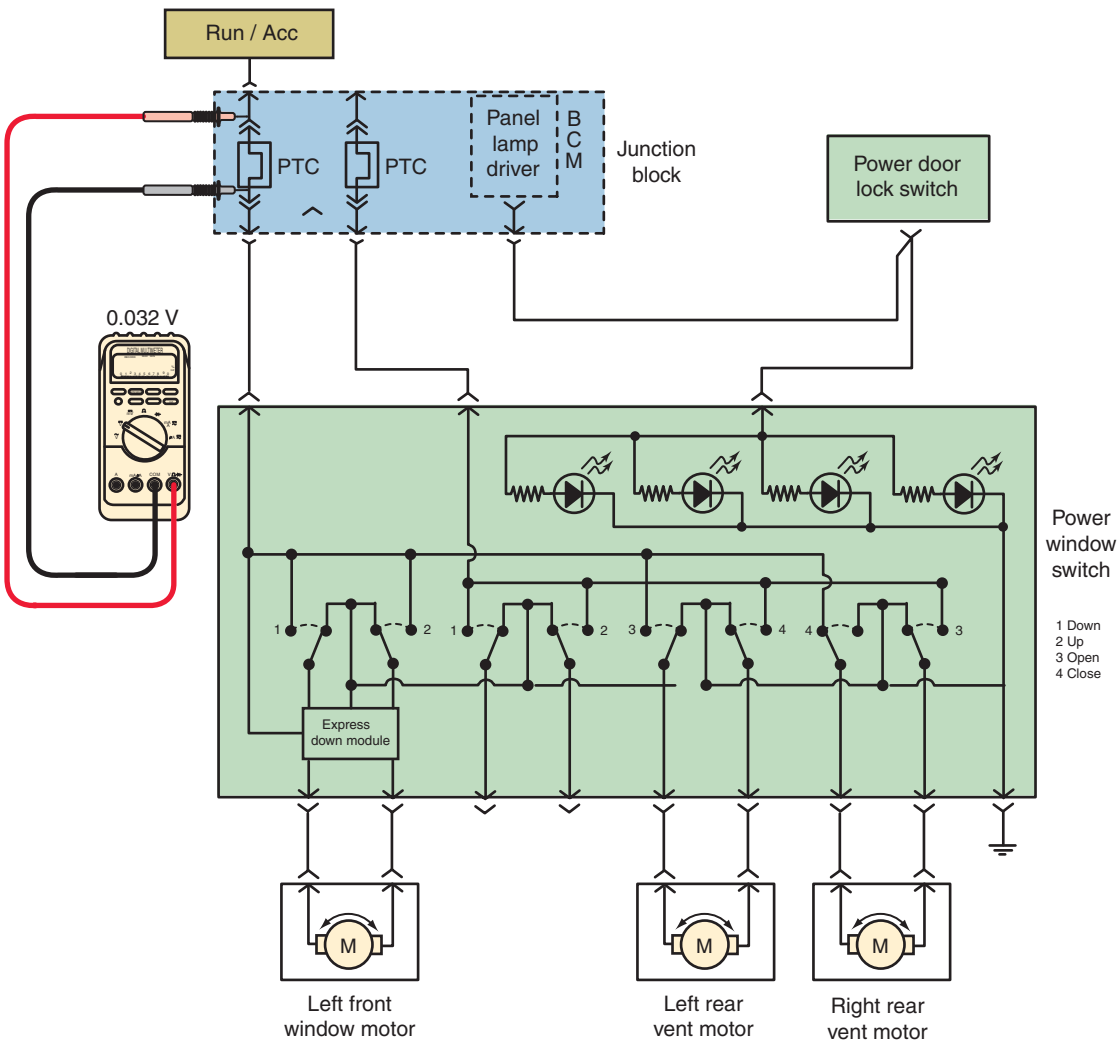 Run / Acc
PTC
PTC
Panel
lamp
driver
B
C
M
Junction
block
Power door
lock switch
0.032 V
DIGITAL MULTIMETER
A
COM
Power
window
switch
1 Down
2 Up
3 Open
4 Close
1
2
1
2
3
4
4
3
Express
down module
M
M
M
Left front
window motor
Left rear
vent motor
Right rear
vent motor